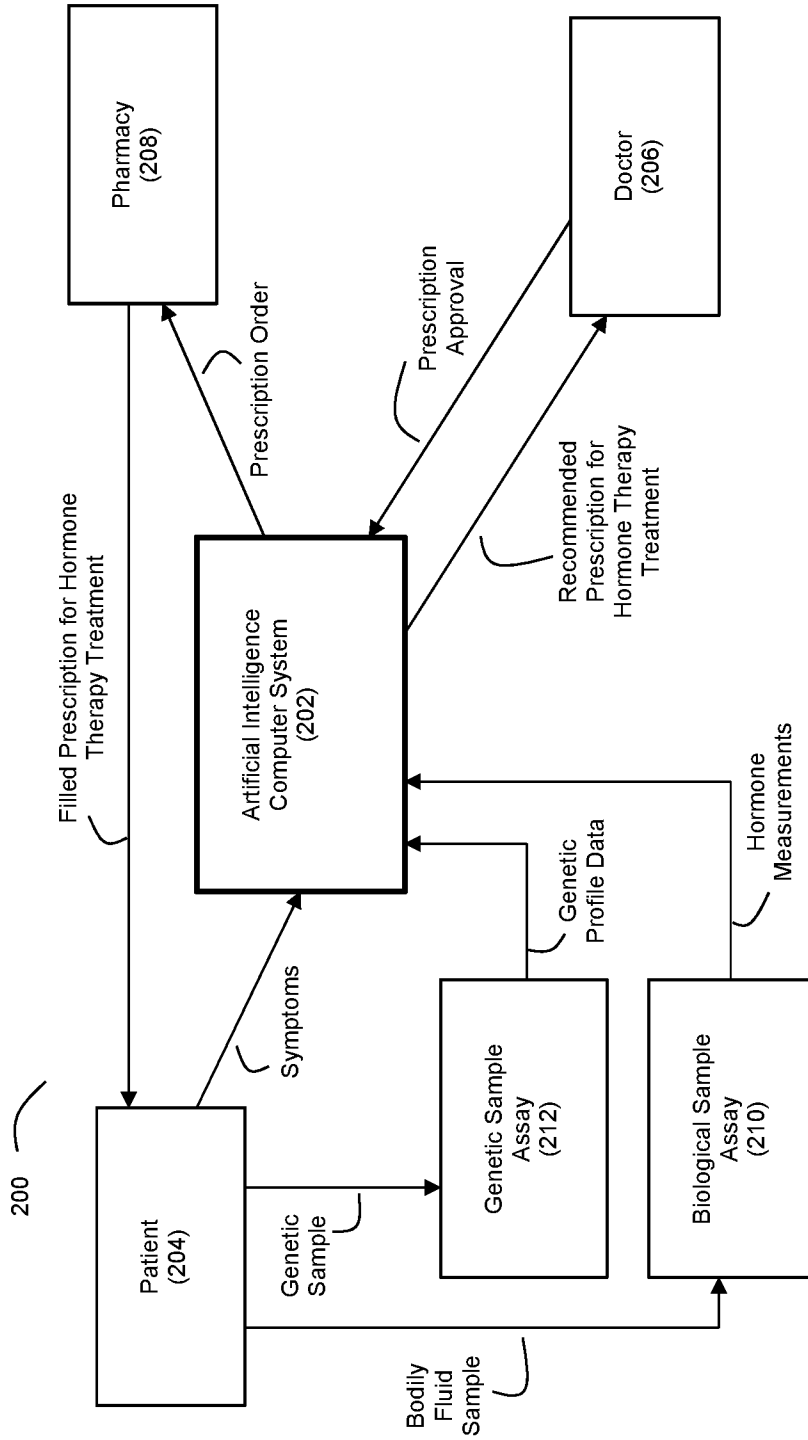 200
Patient
(204)
Filled Prescription for Hormone
Therapy Treatment
Pharmacy
(208)
Symptoms
Artificial Intelligence
Computer System
(202)
Prescription Order
Genetic
Sample
Bodily
Fluid
Sample
Genetic Sample
Assay
(212)
Genetic
Profile Data
Biological Sample
Assay
(210)
Hormone
Measurements
Recommended
Prescription for
Hormone Therapy
Treatment
Prescription
Approval
Doctor
(206)